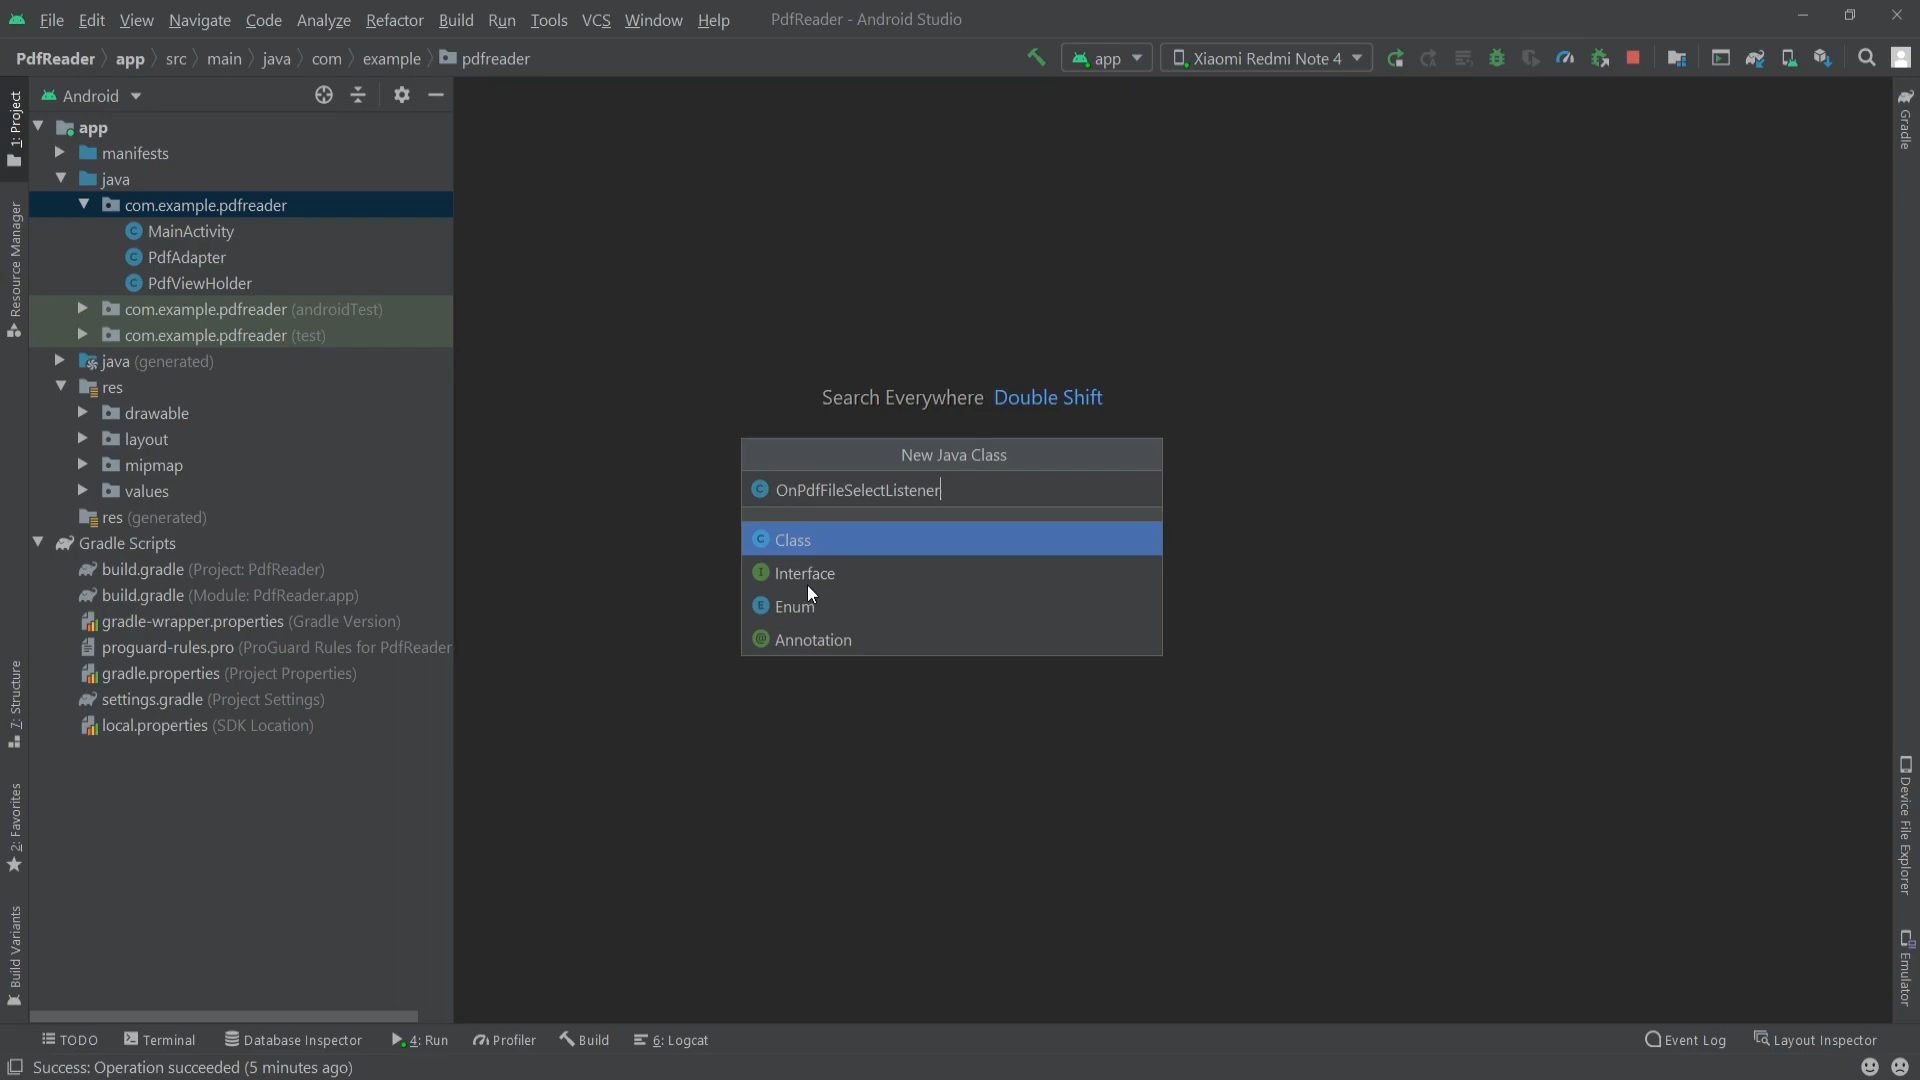 File Edit View Navigate Code Analyze Refactor Build Run Tools VCS Window Help PdfReader - Android Studio
PdfReader app src main java com example pdfreader app Xiaomi Redmi Note 4
Android
app
manifests
java
com.example.pdfreader
MainActivity
PdfAdapter
PdfViewHolder
com.example.pdfreader (androidTest)
com.example.pdfreader (test)
java (generated)
res
drawable
layout
mipmap
values
res (generated)
Gradle Scripts
build.gradle (Project: PdfReader)
build.gradle (Module: PdfReader.app)
gradle-wrapper.properties (Gradle Version)
proguard-rules.pro (ProGuard Rules for PdfReader
gradle.properties (Project Properties)
settings.gradle (Project Settings)
local.properties (SDK Location)
1: Project
Resource Manager
7: Structure
2: Favorites
Build Variants
Search Everywhere Double Shift
New Java Class
OnPdfFileSelectListener
Class
Interface
Enum
Annotation
Gradle
Device File Explorer
Emulator
TODO Terminal Database Inspector 4: Run Profiler Build 6: Logcat Event Log Layout Inspector
Success: Operation succeeded (5 minutes ago)